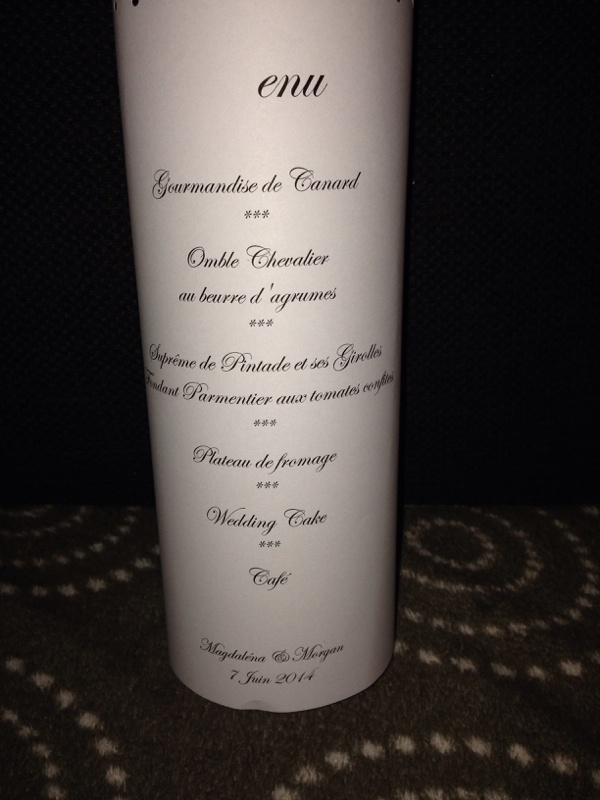 enu
Gourmandise de Canard
***
Omble Chevalier
au beurre d'agrumes
***
Suprême de Pintade et ses Girolles
Fondant Parmentier aux tomates confites
***
Plateau de fromage
***
Wedding Cake
***
Café
Magdaléna & Morgan
7 Juin 2014